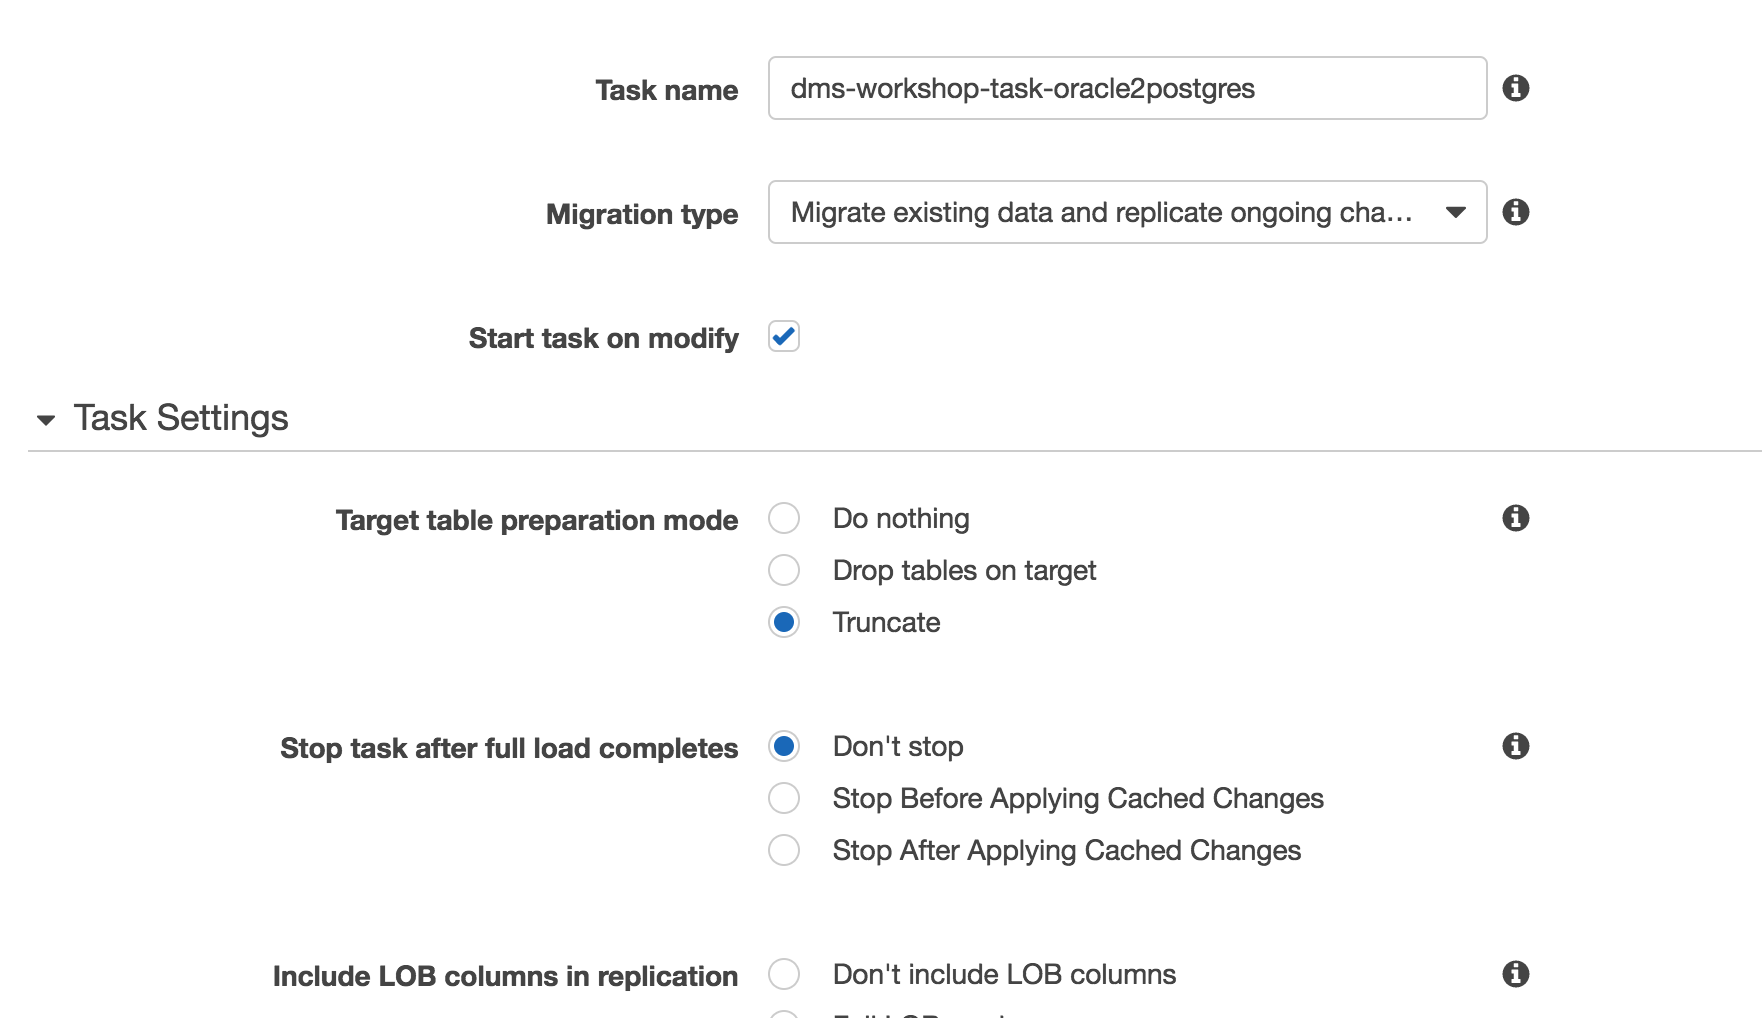 Task name dms-workshop-task-oracle2postgres
Migration type Migrate existing data and replicate ongoing cha...
Start task on modify
Task Settings
Target table preparation mode Do nothing
Drop tables on target
Truncate
Stop task after full load completes Don't stop
Stop Before Applying Cached Changes
Stop After Applying Cached Changes
Include LOB columns in replication Don't include LOB columns